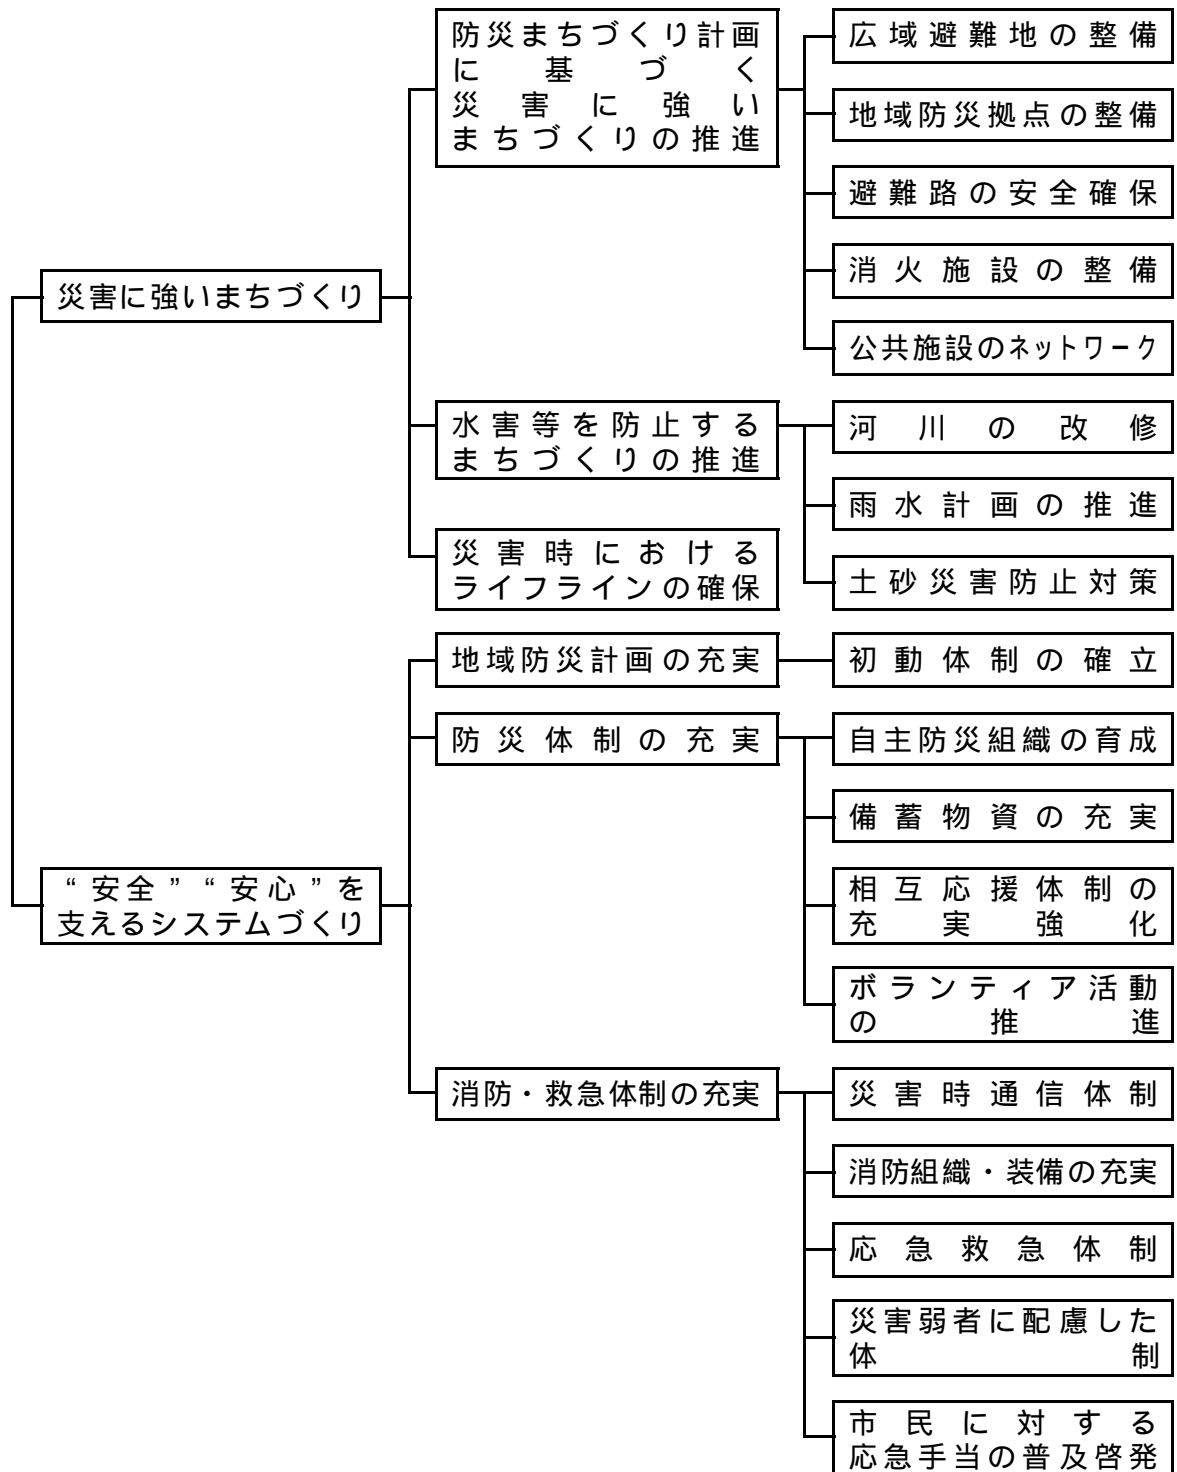 災害に強いまちづくり
防災まちづくり計画
に基づく
災害に強い
まちづくりの推進
広域避難地の整備
地域防災拠点の整備
避難路の安全確保
消火施設の整備
公共施設のネットワーク
水害等を防止する
まちづくりの推進
河川の改修
雨水計画の推進
土砂災害防止対策
災害時における
ライフラインの確保
“安全”“安心”を
支えるシステムづくり
地域防災計画の充実
初動体制の確立
防災体制の充実
自主防災組織の育成
備蓄物資の充実
相互応援体制の
充実強化
ボランティア活動
の推進
消防・救急体制の充実
災害時通信体制
消防組織・装備の充実
応急救急体制
災害弱者に配慮した
体制
市民に対する
応急手当の普及啓発